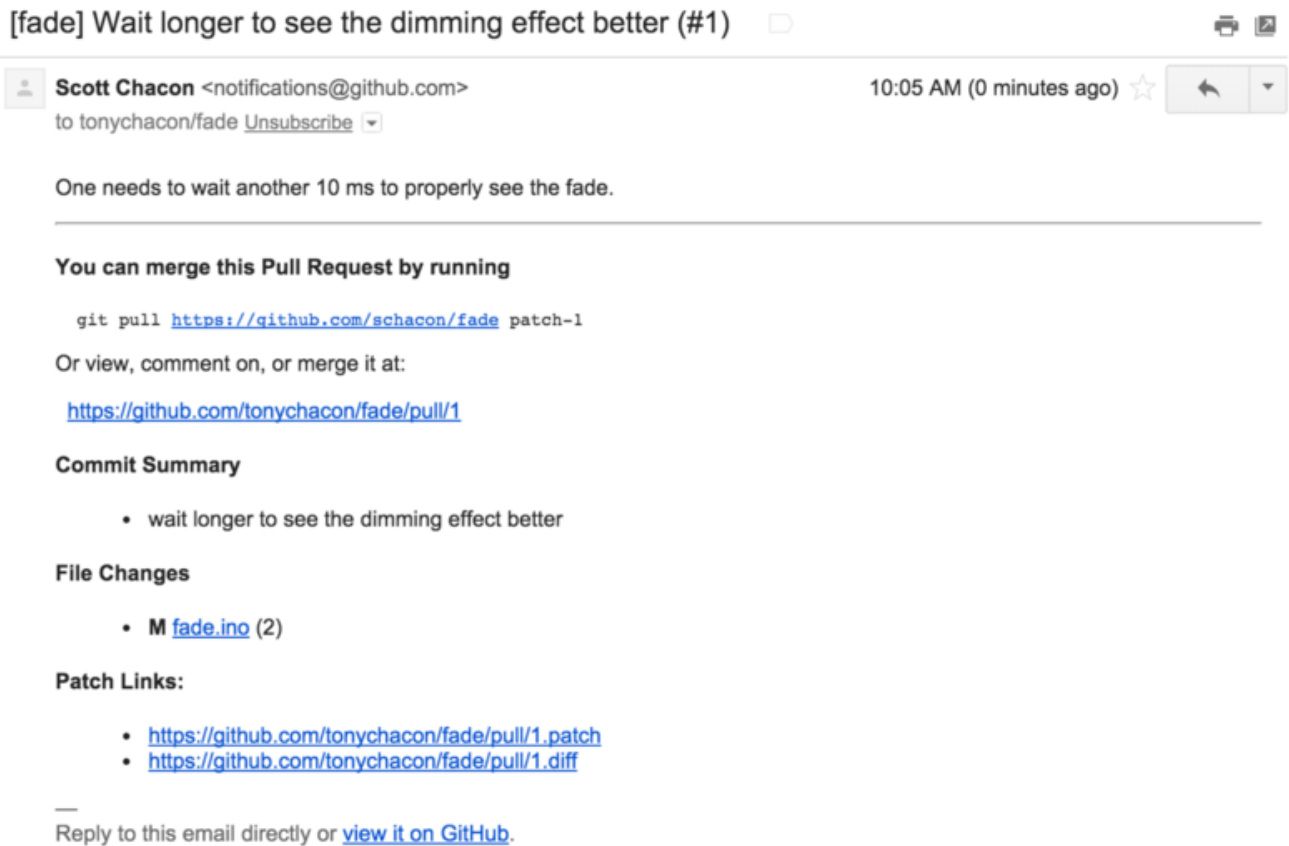 [fade] Wait longer to see the dimming effect better (#1)
Scott Chacon <notifications@github.com> 10:05 AM (0 minutes ago)
to tonychacon/fade Unsubscribe
One needs to wait another 10 ms to properly see the fade.
You can merge this Pull Request by running
git pull https://github.com/schacon/fade patch-1
Or view, comment on, or merge it at:
https://github.com/tonychacon/fade/pull/1
Commit Summary
• wait longer to see the dimming effect better
File Changes
• M fade.ino (2)
Patch Links:
• https://github.com/tonychacon/fade/pull/1.patch
• https://github.com/tonychacon/fade/pull/1.diff
—
Reply to this email directly or view it on GitHub.